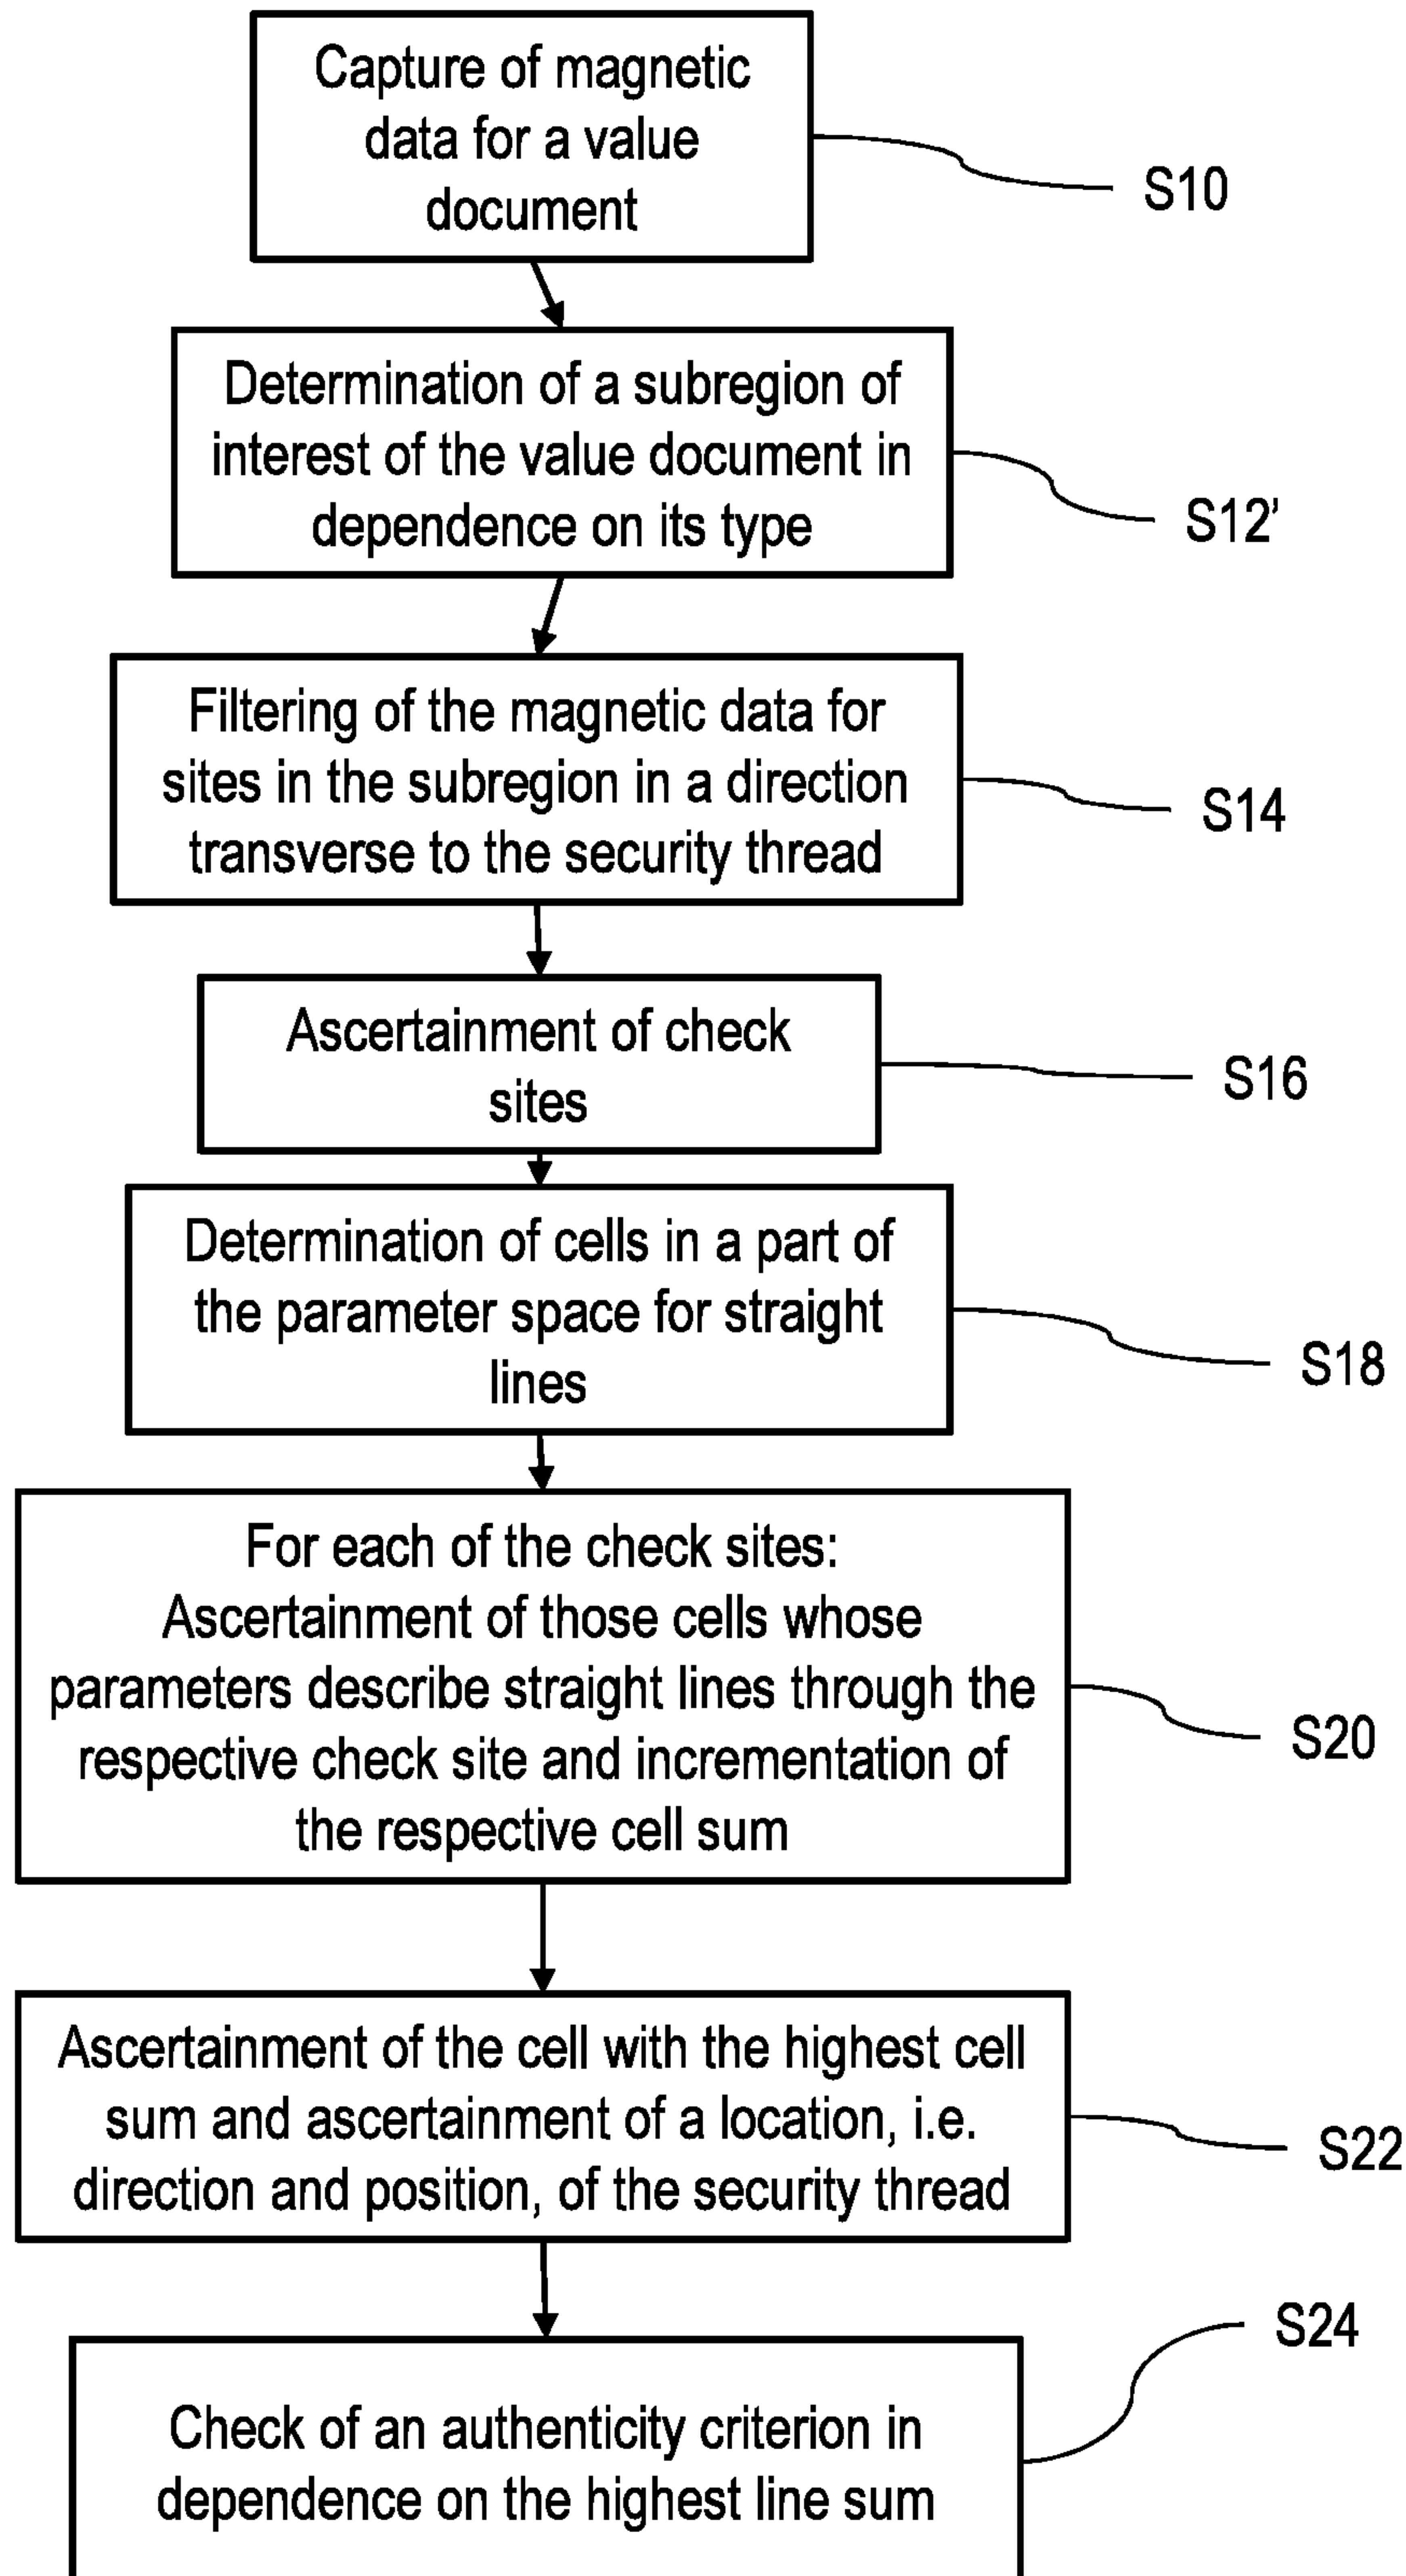 Capture of magnetic
data for a value
document
S10
Determination of a subregion of
interest of the value document in
dependence on its type
S12’
Filtering of the magnetic data for
sites in the subregion in a direction
transverse to the security thread
S14
Ascertainment of check
sites
S16
Determination of cells in a part of
the parameter space for straight
lines
S18
For each of the check sites:
Ascertainment of those cells whose
parameters describe straight lines through the
respective check site and incrementation of
the respective cell sum
S20
Ascertainment of the cell with the highest cell
sum and ascertainment of a location, i.e.
direction and position, of the security thread
S22
S24
Check of an authenticity criterion in
dependence on the highest line sum